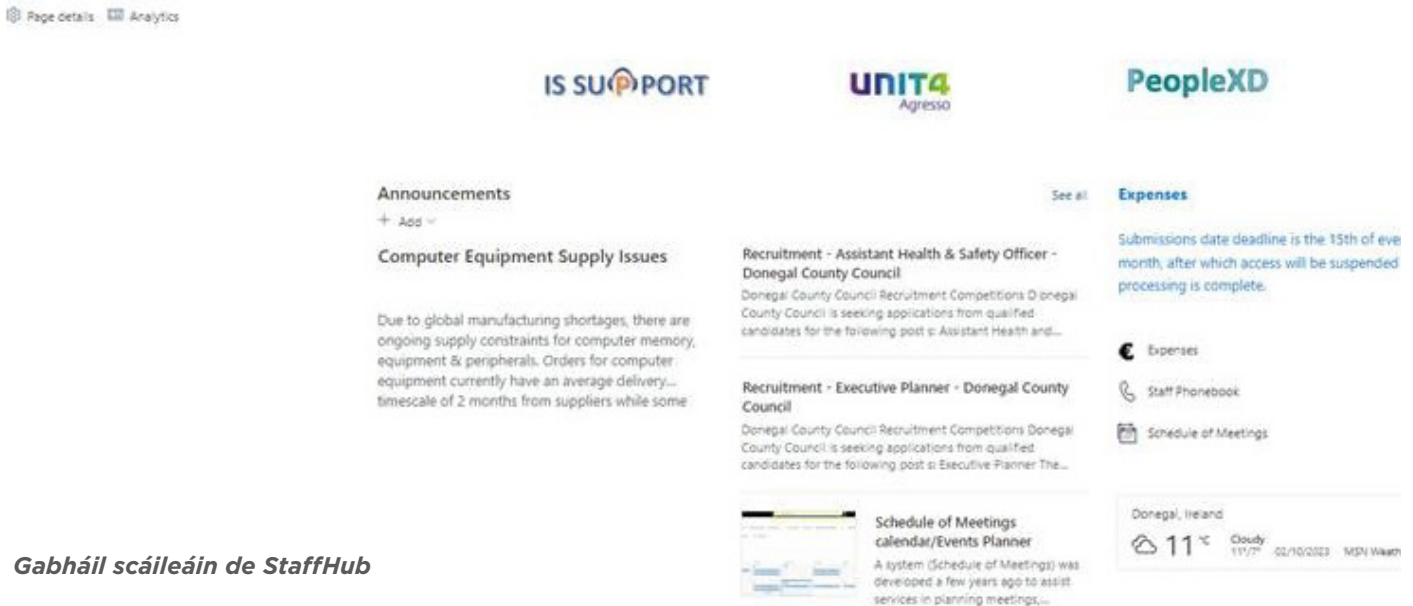 Page details Analytics
IS SUPPORT
UNIT4
Agresso
PeopleXD
Announcements
+ Add
Computer Equipment Supply Issues
Due to global manufacturing shortages, there are
ongoing supply constraints for computer memory,
equipment & peripherals. Orders for computer
equipment currently have an average delivery...
timescale of 2 months from suppliers while some
See all
Recruitment - Assistant Health & Safety Officer -
Donegal County Council
Donegal County Council Recruitment Competitions D onegal
County Council is seeking applications from qualified
candidates for the following post s: Assistant Health and...
Recruitment - Executive Planner - Donegal County
Council
Donegal County Council Recruitment Competitions Donegal
County Council is seeking applications from qualified
candidates for the following post s: Executive Planner The...
Schedule of Meetings
calendar/Events Planner
A system (Schedule of Meetings) was
developed a few years ago to assist
services in planning meetings,...
Expenses
Submissions date deadline is the 15th of eve
month, after which access will be suspended
processing is complete.
Expenses
Staff Phonebook
Schedule of Meetings
Donegal, Ireland
11 °C Cloudy
11°/7° 02/10/2023 MSN Weath
Gabháil scáileáin de StaffHub